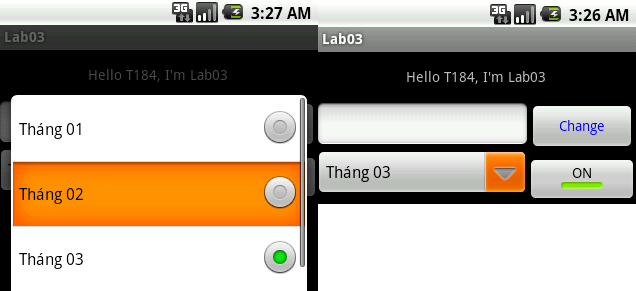 3G 3:27 AM
Lab03
Hello T184, I'm Lab03
Tháng 01
Tháng 02
Tháng 03
3G 3:26 AM
Lab03
Hello T184, I'm Lab03
Change
Tháng 03
ON